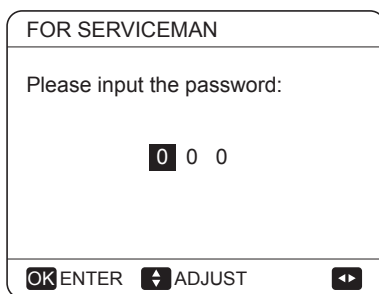 FOR SERVICEMAN
Please input the password:
0 0 0
OK ENTER ADJUST